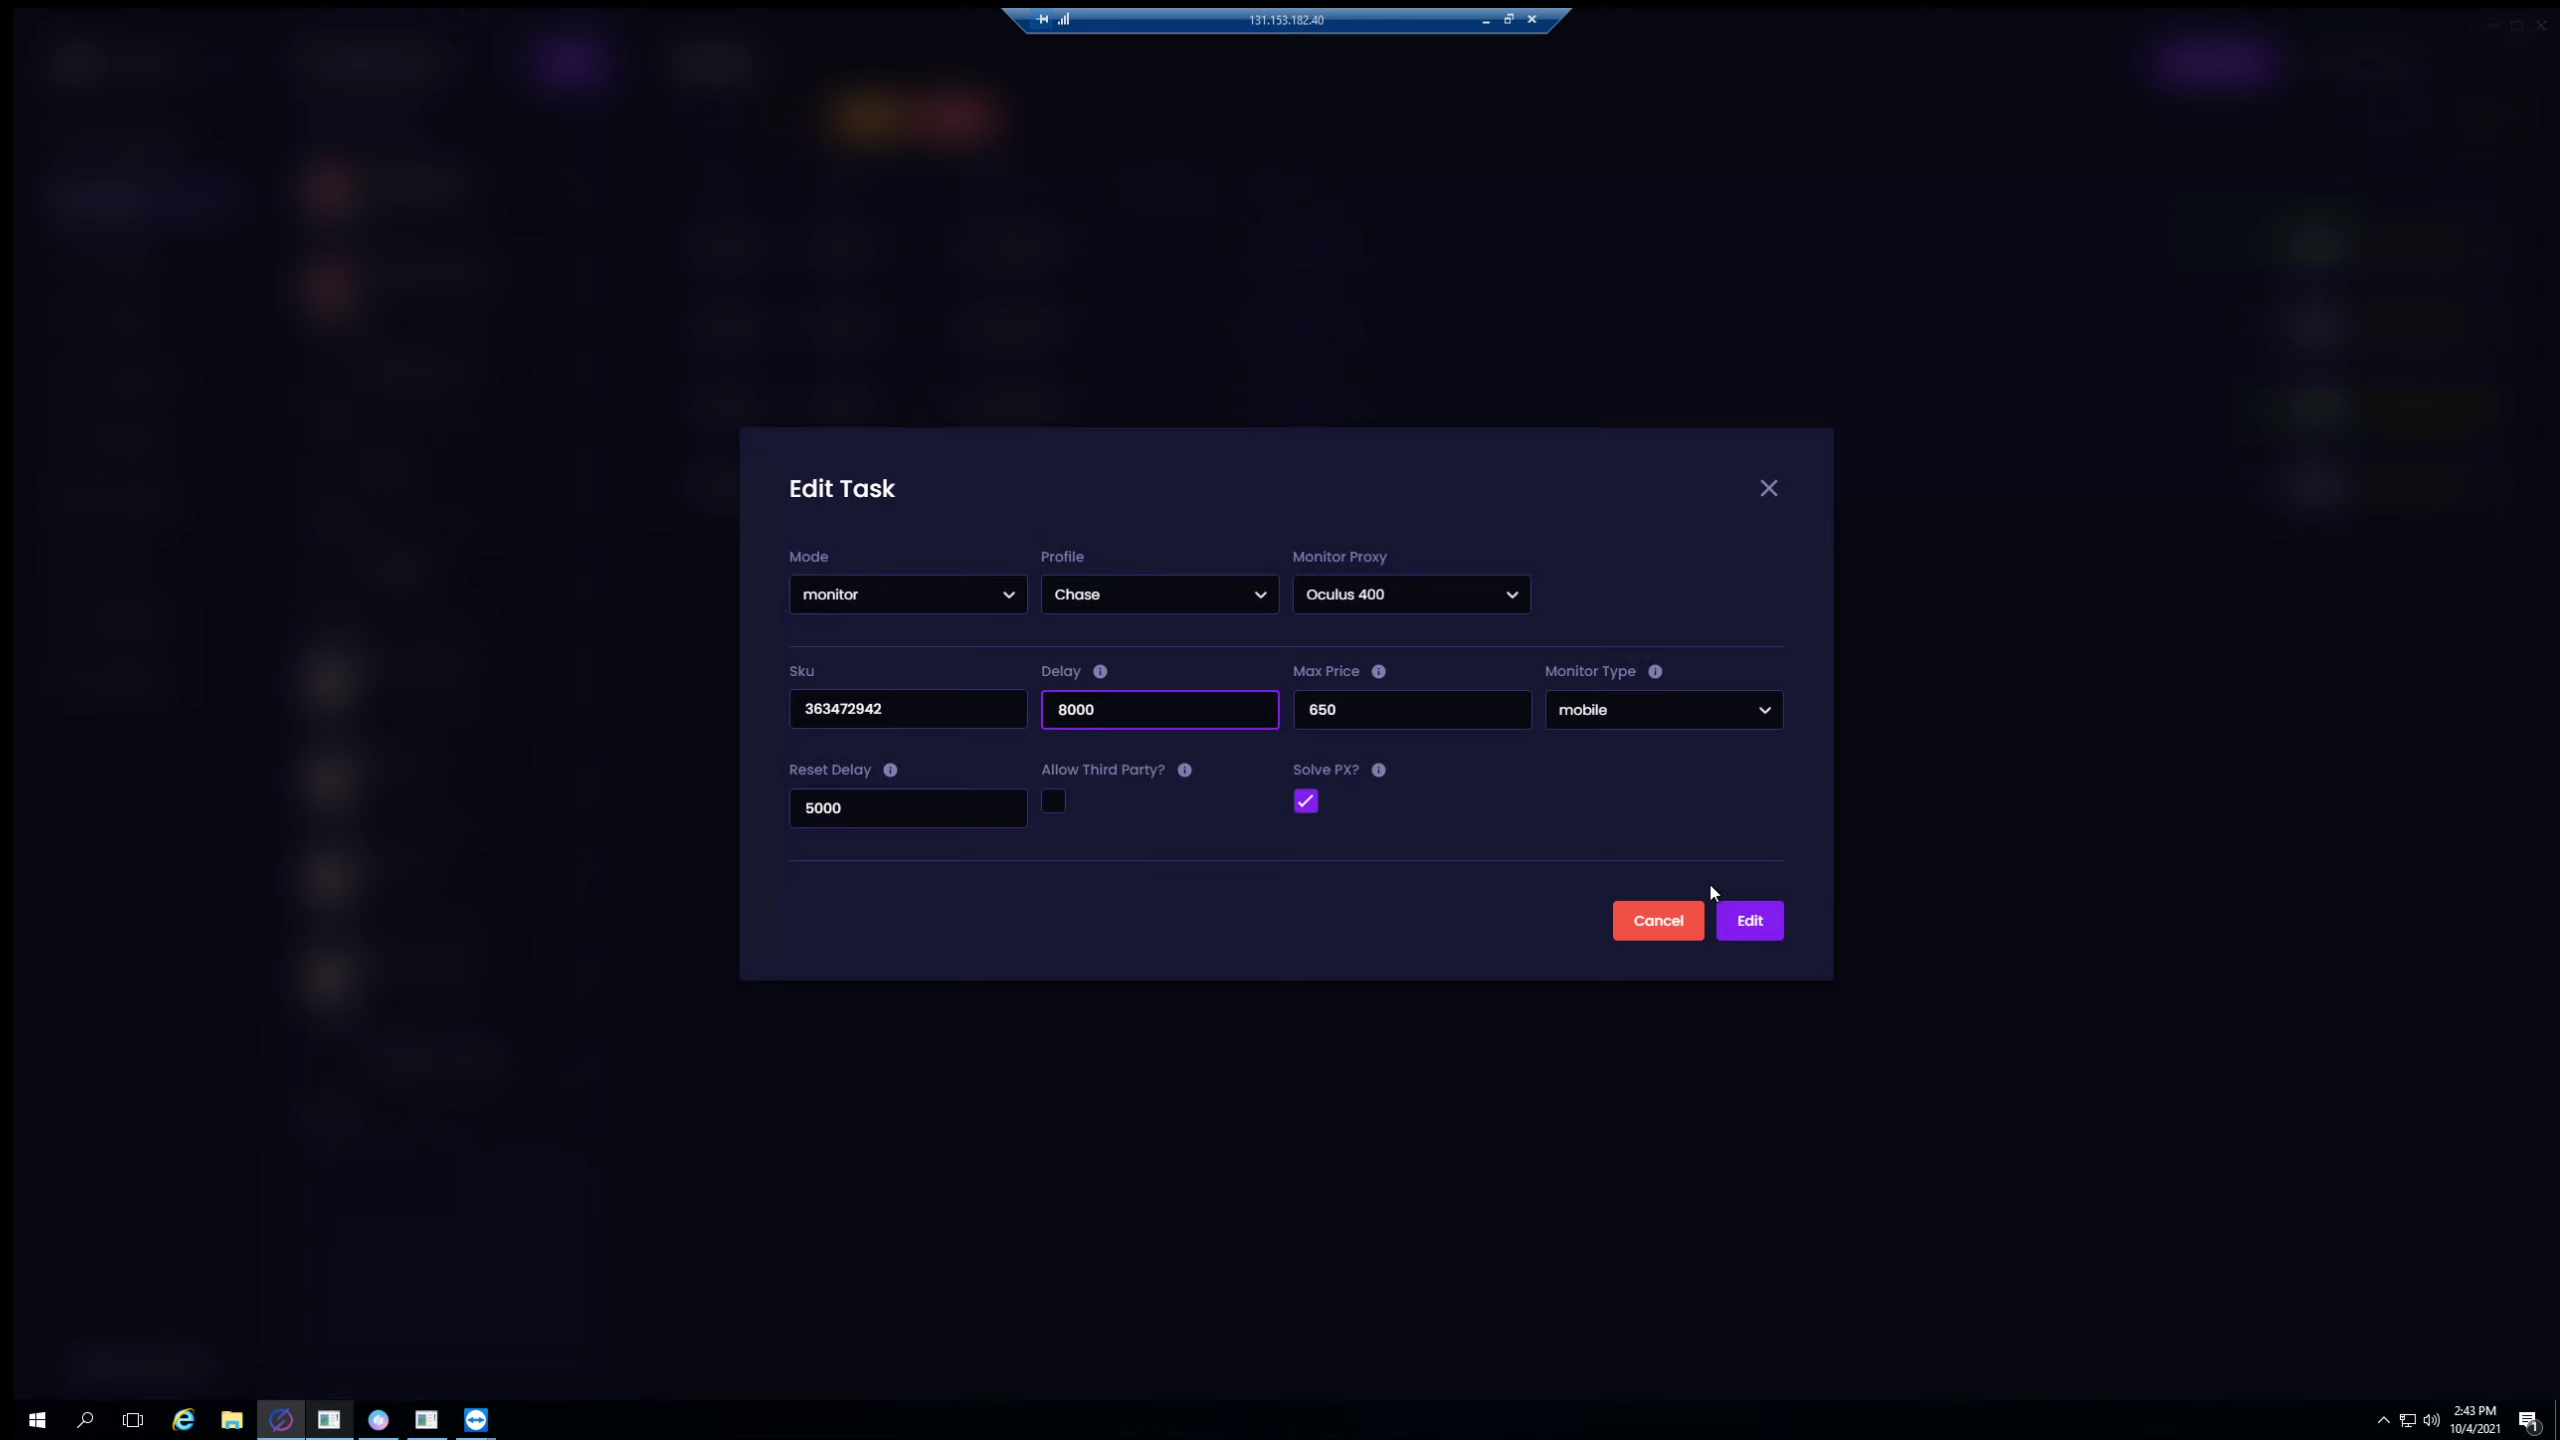 131.153.182.40
Edit Task
Mode Profile Monitor Proxy
monitor Chase Oculus 400
Sku Delay Max Price Monitor Type
363472942 8000 650 mobile
Reset Delay Allow Third Party? Solve PX?
5000
Cancel Edit
2:43 PM
10/4/2021
1